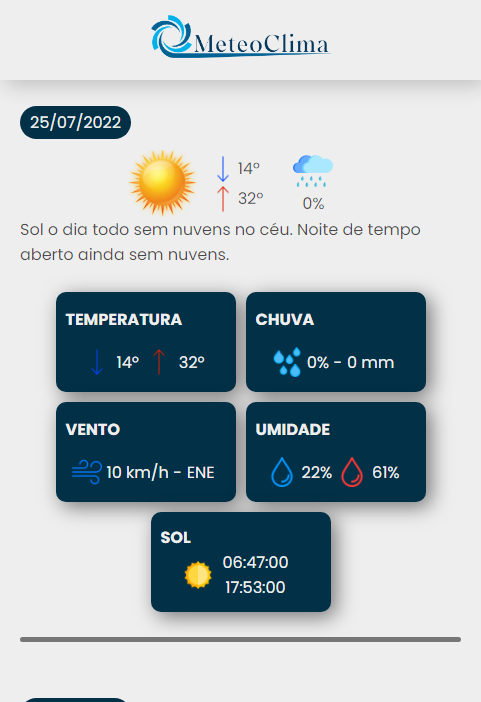 MeteoClima
25/07/2022
14º
32º
0%
Sol o dia todo sem nuvens no céu. Noite de tempo
aberto ainda sem nuvens.
TEMPERATURA
14º 32º
CHUVA
0% - 0 mm
VENTO
10 km/h - ENE
UMIDADE
22% 61%
SOL
06:47:00
17:53:00